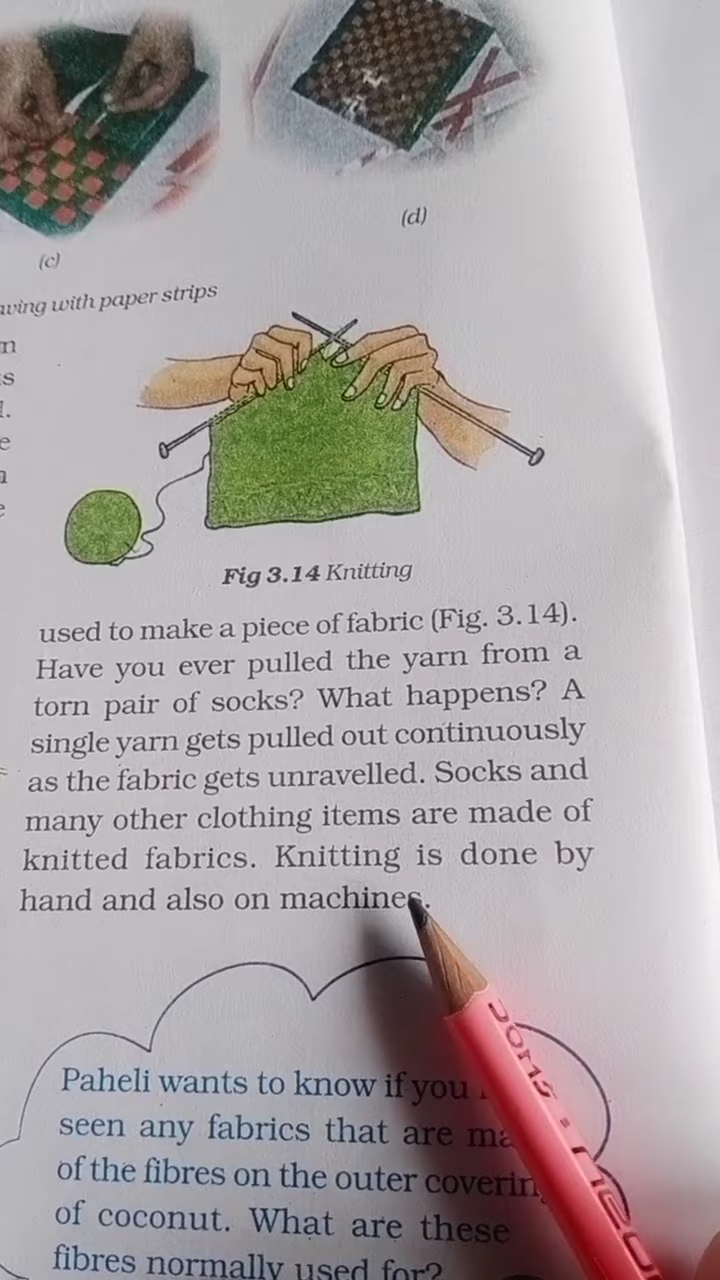 (d)
(c)
with paper strips
n
s
l.
e
Fig 3.14 Knitting
used to make a piece of fabric (Fig. 3.14).
Have you ever pulled the yarn from a
torn pair of socks? What happens? A
single yarn gets pulled out continuously
as the fabric gets unravelled. Socks and
many other clothing items are made of
knitted fabrics. Knitting is done by
hand and also on machines.
Paheli wants to know if you
seen any fabrics that are
of the fibres on the outer
of coconut. What are these
fibres normally used for?
DOMS